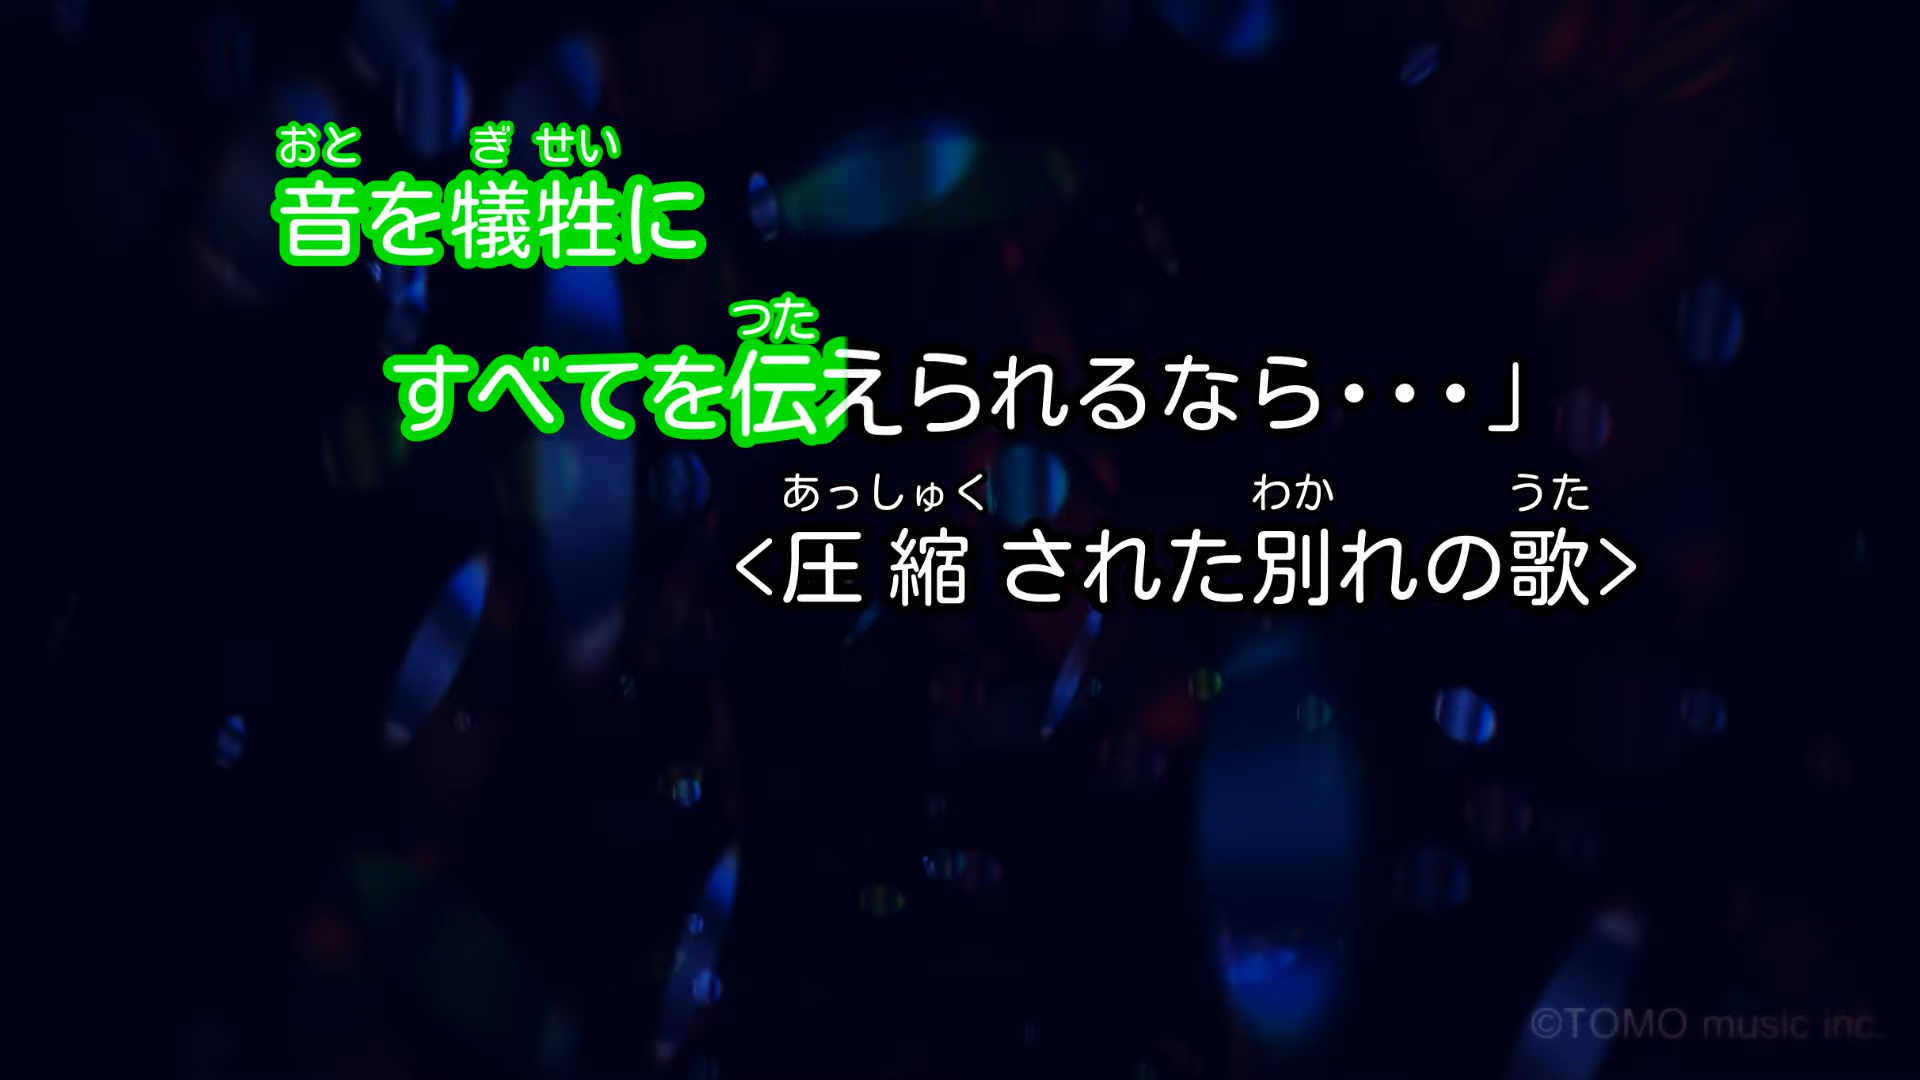 おと ぎ せい
音を犠牲に
つた
すべてを伝えられるなら・・・」
あっしゅく わか うた
<圧縮された別れの歌>
©TOMO music inc.